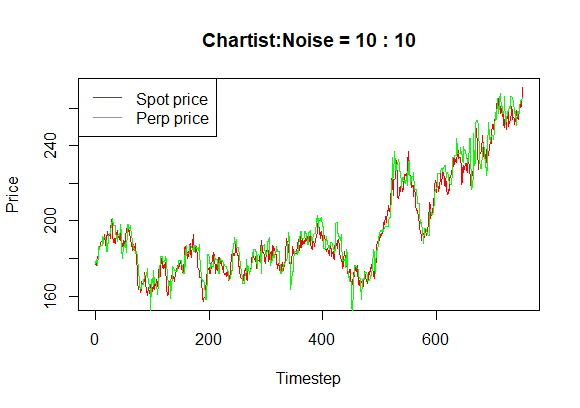 Chartist:Noise = 10 : 10
Spot price
Perp price
Price
160
200
240
0
200
400
600
Timestep